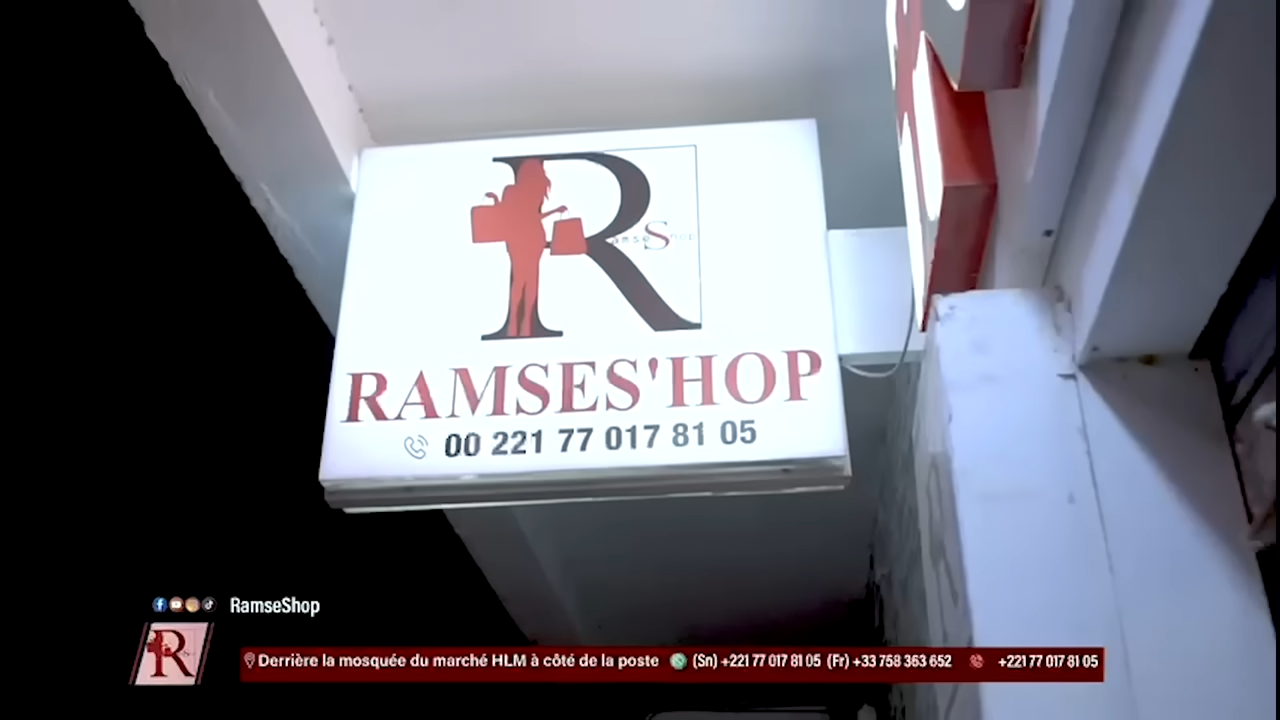 R
RamseShop
RAMSES'HOP
00 221 77 017 81 05
RamseShop
R
Derrière la mosquée du marché HLM à côté de la poste (Sn) +221 77 017 81 05 (Fr) +33 758 363 652 +221 77 017 81 05